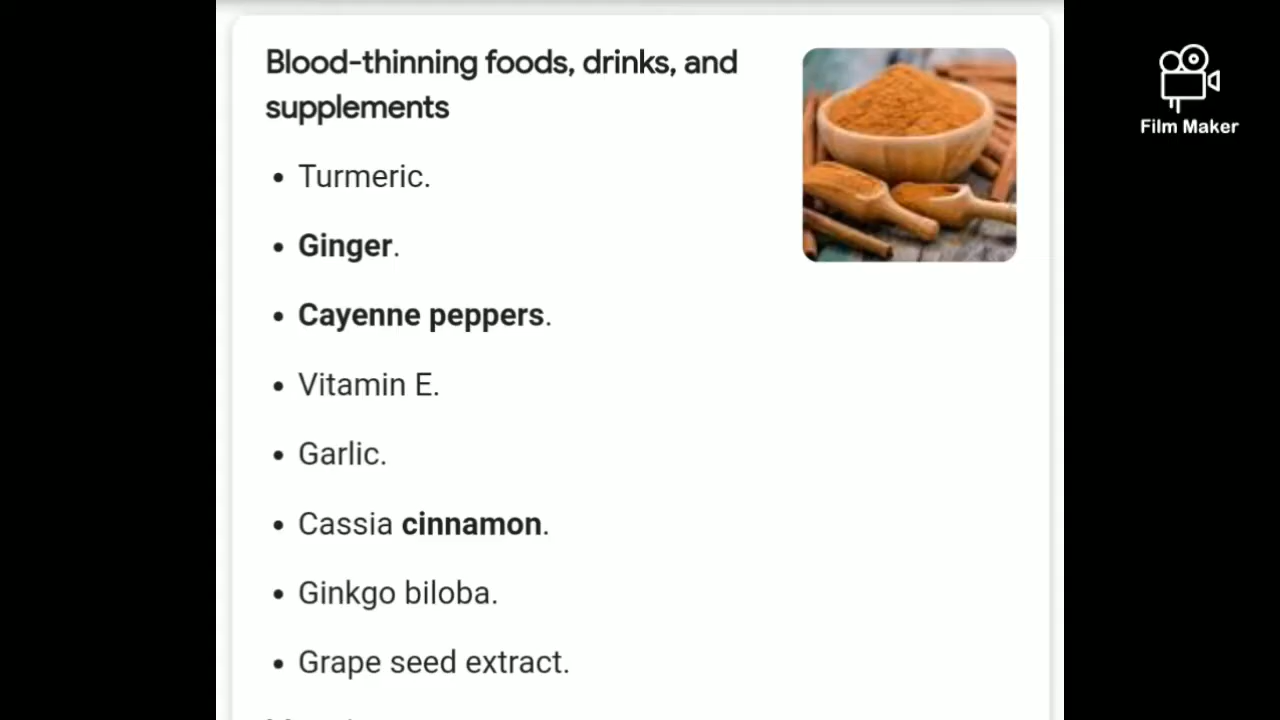 Blood-thinning foods, drinks, and
supplements
• Turmeric.
• Ginger.
• Cayenne peppers.
• Vitamin E.
• Garlic.
• Cassia cinnamon.
• Ginkgo biloba.
• Grape seed extract.
Film Maker